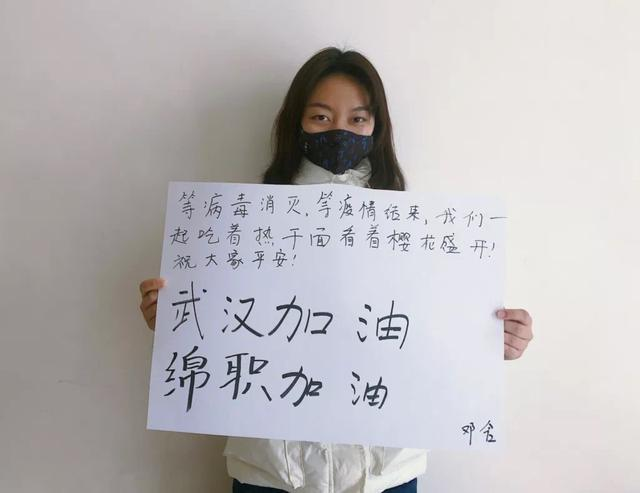 等病毒消灭,等疫情结束,我们一
起吃着热干面看着樱花盛开!
祝大家平安!
武汉加油
绵职加油
邓舍